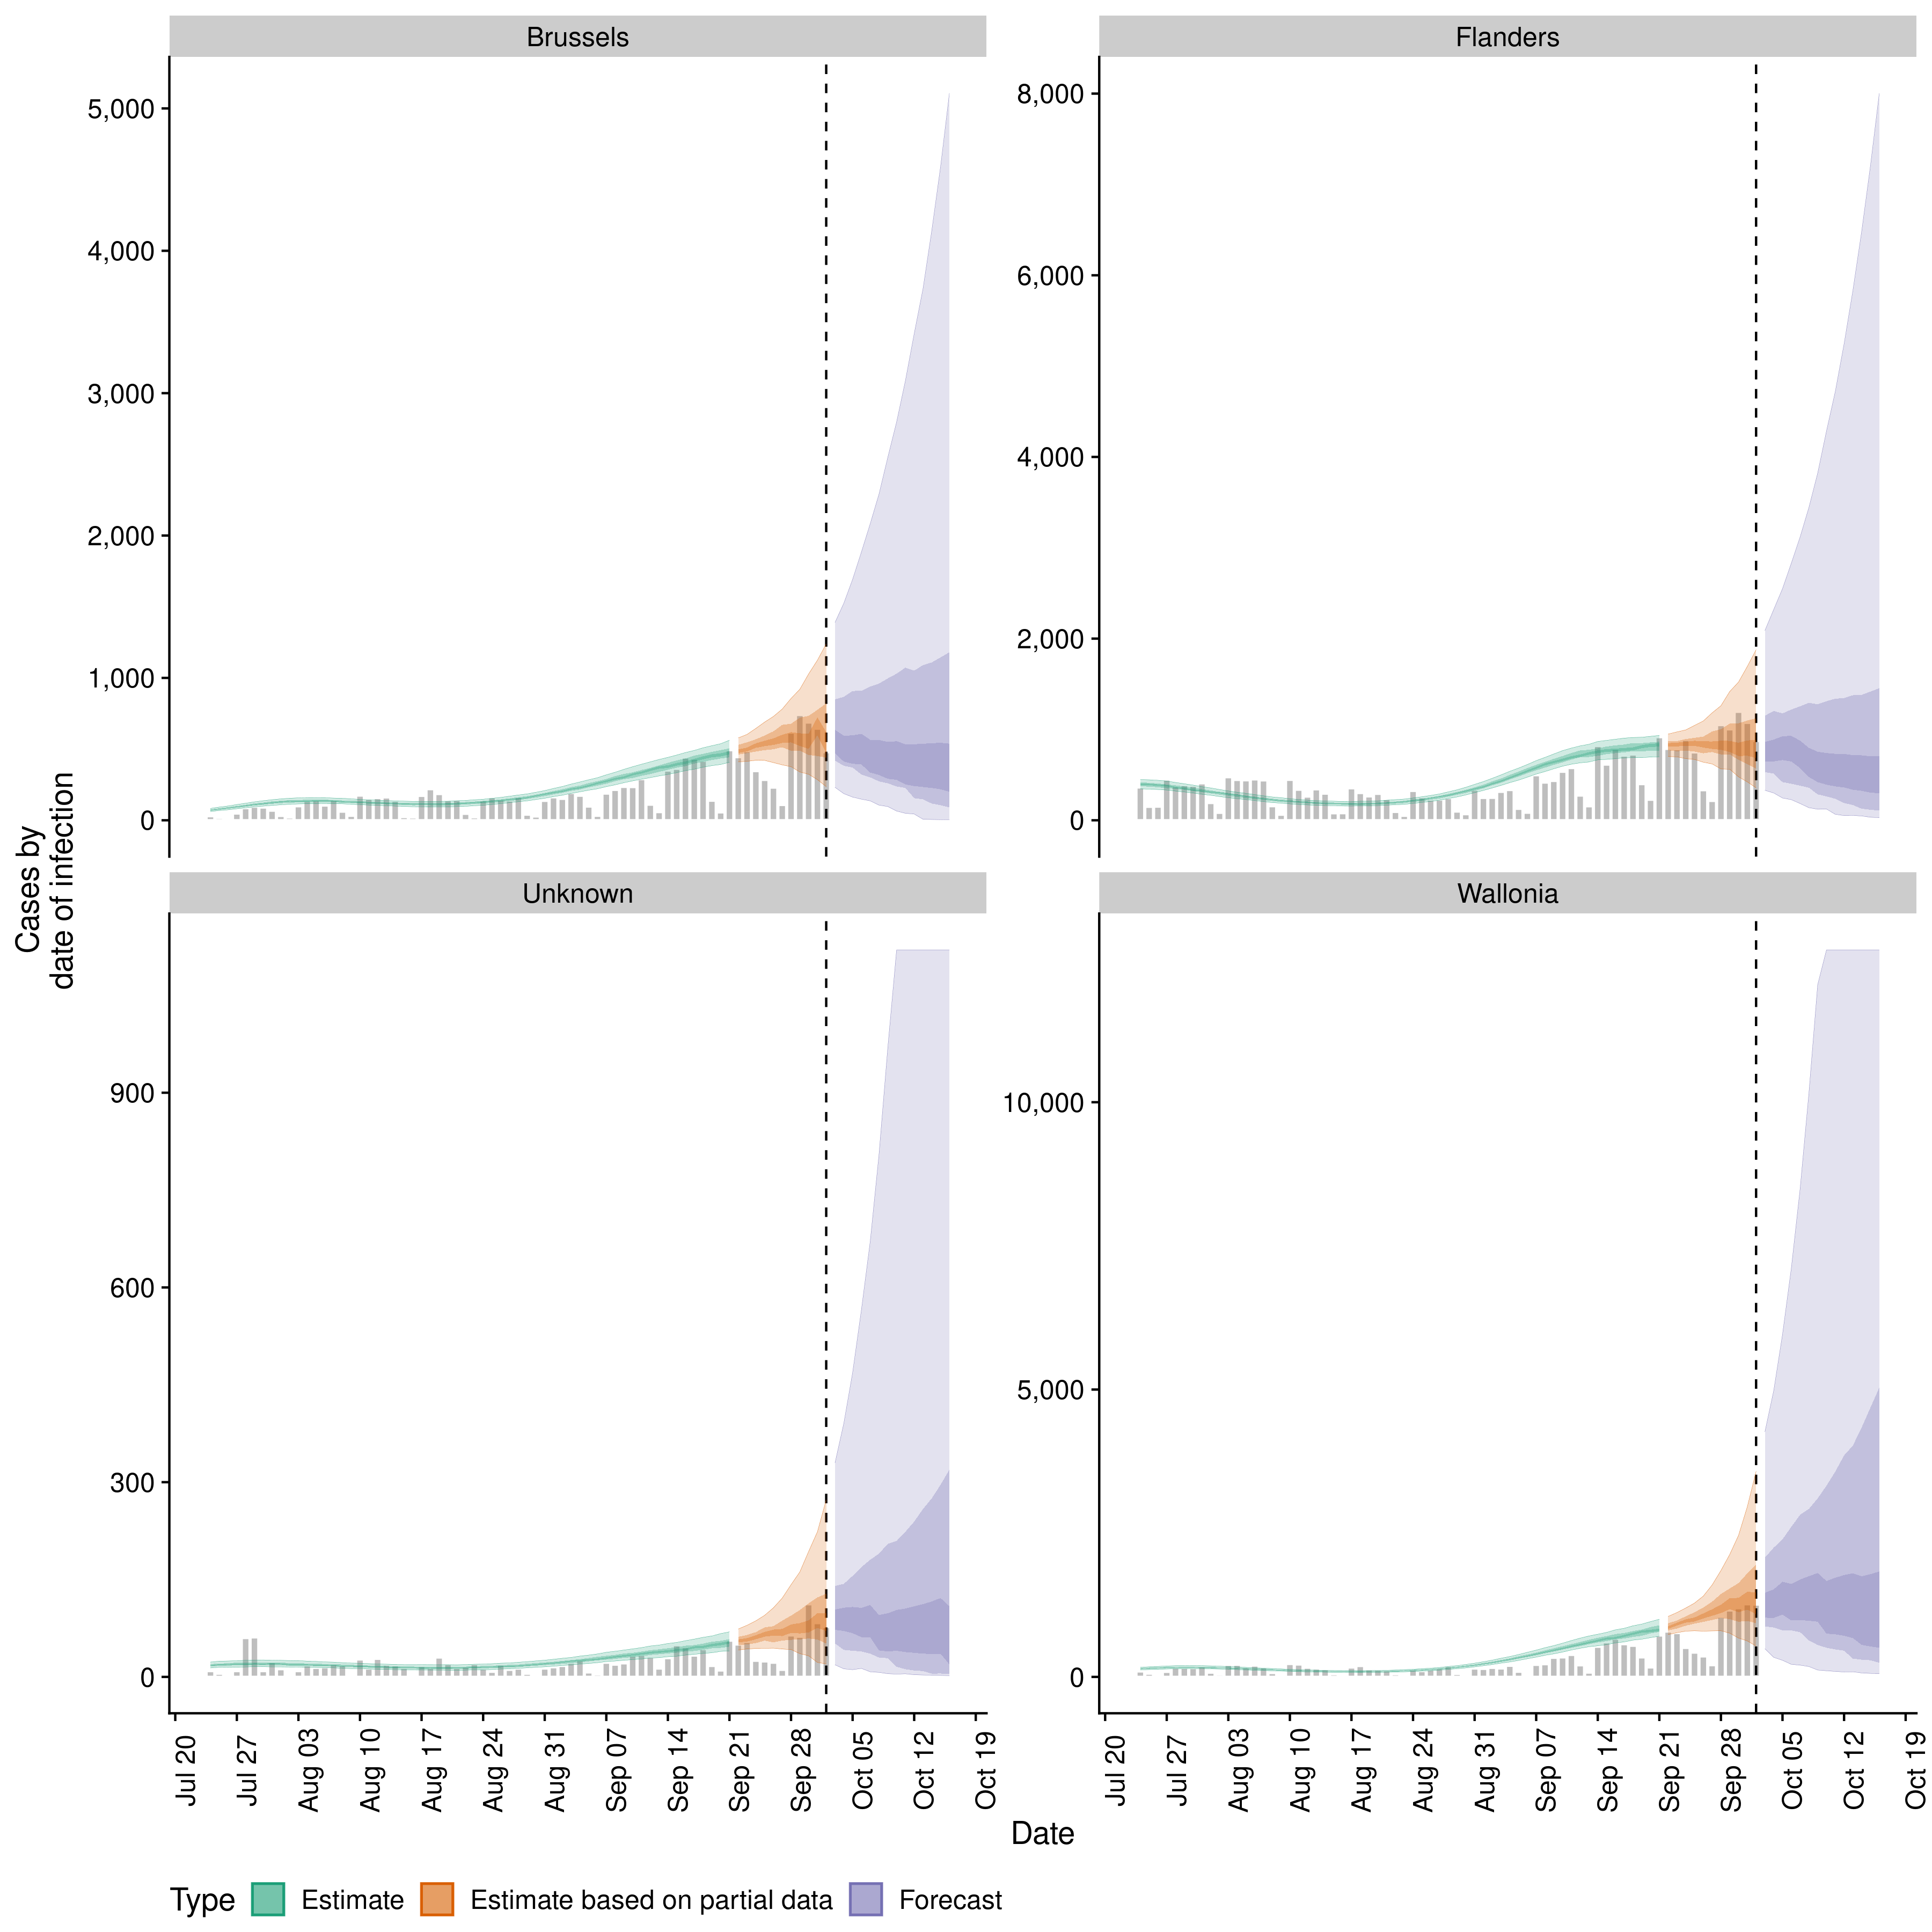 Brussels
Flanders
5,000
4,000
3,000
2,000
1,000
0
8,000
6,000
4,000
2,000
0
Cases by
date of infection
Unknown
Wallonia
900
600
300
0
10,000
5,000
0
Jul 20
Jul 27
Aug 03
Aug 10
Aug 17
Aug 24
Aug 31
Sep 07
Sep 14
Sep 21
Sep 28
Oct 05
Oct 12
Oct 19
Jul 20
Jul 27
Aug 03
Aug 10
Aug 17
Aug 24
Aug 31
Sep 07
Sep 14
Sep 21
Sep 28
Oct 05
Oct 12
Oct 19
Date
Type Estimate Estimate based on partial data Forecast